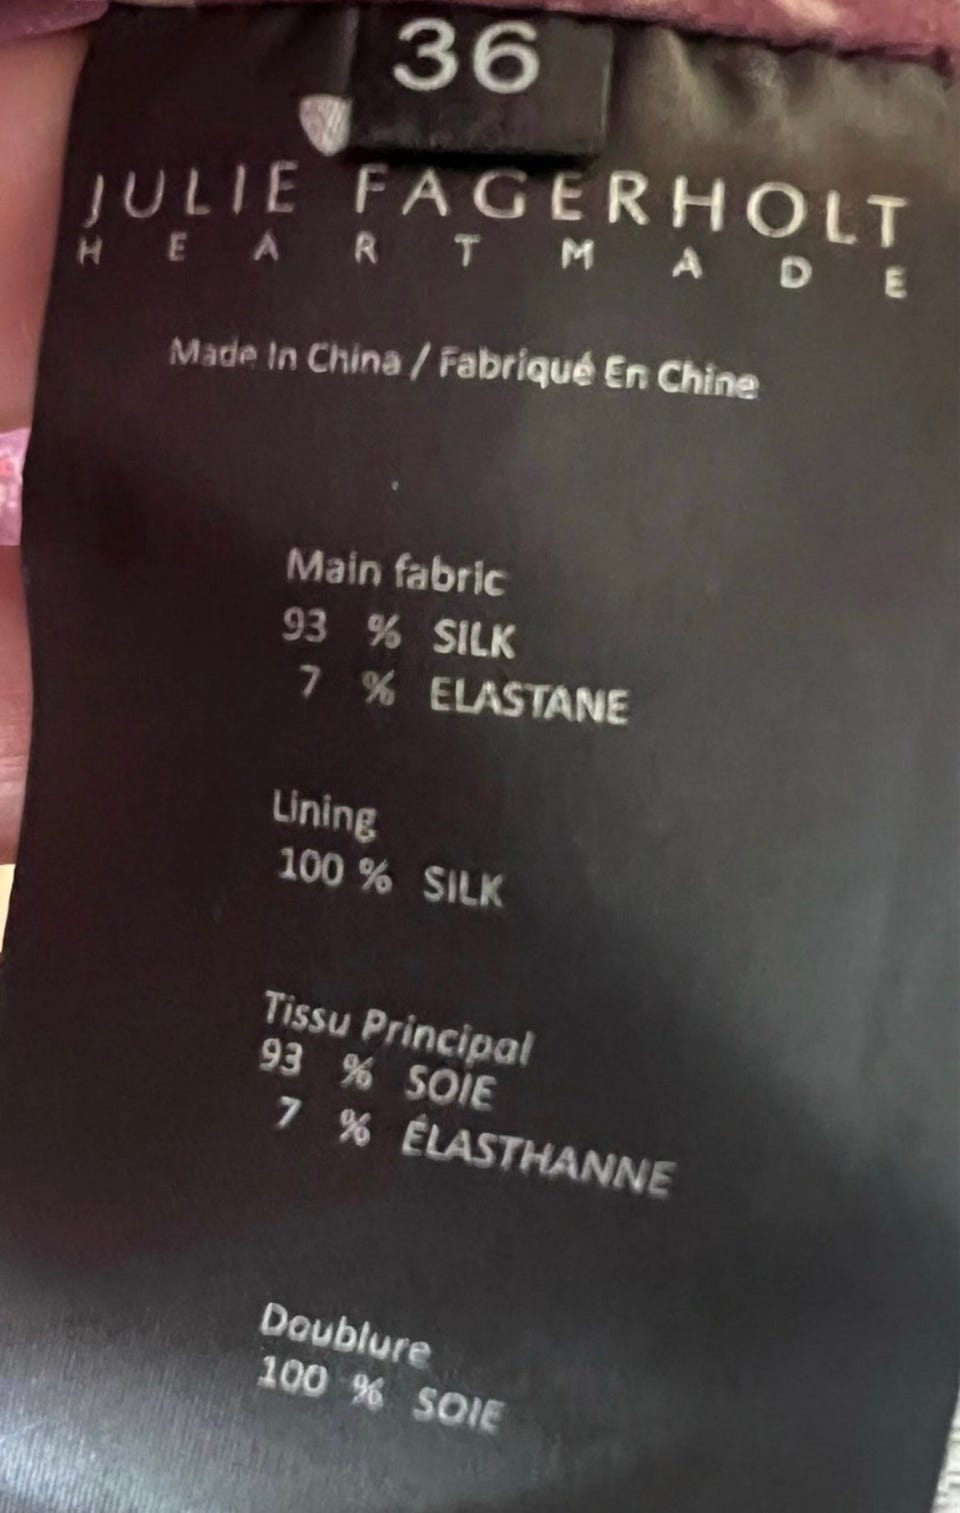 36
JULIE FAGERHOLT
HEARTMADE
Made In China / Fabriqué En Chine
Main fabric
93 % SILK
7 % ELASTANE
Lining
100 % SILK
Tissu Principal
93 % SOIE
7 % ÉLASTHANNE
Doublure
100 % SOIE